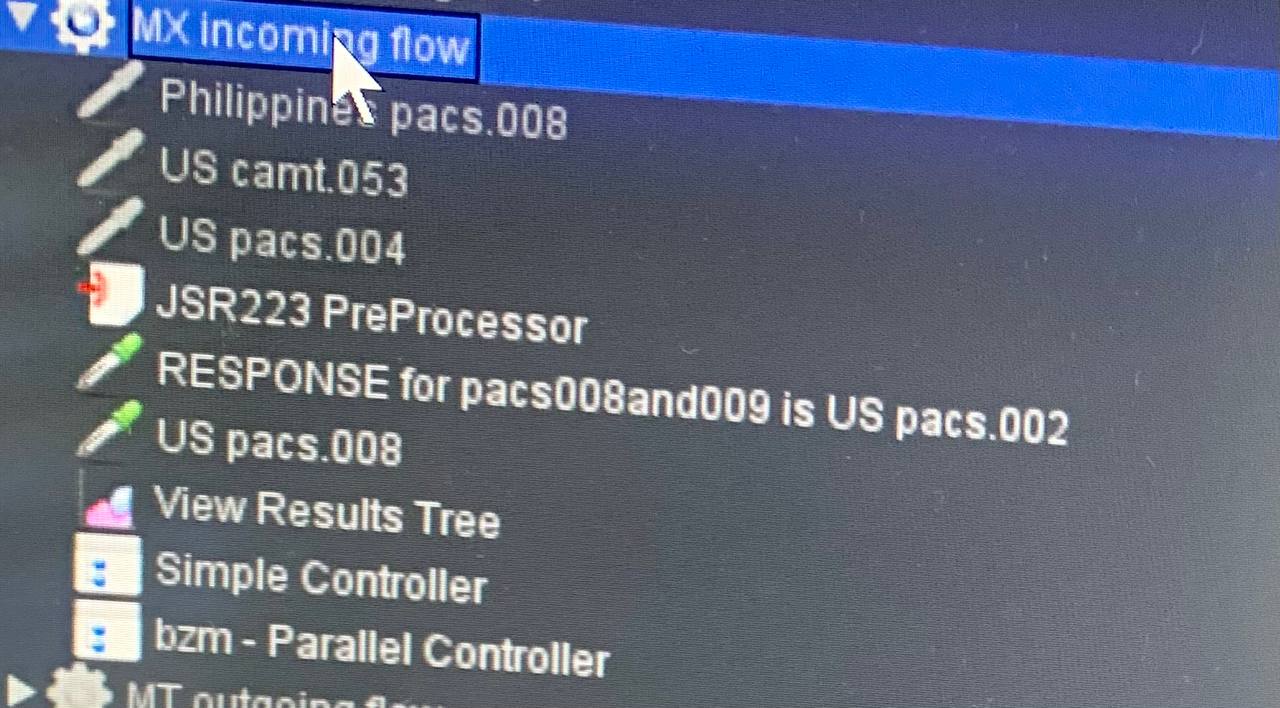 MX incoming flow
Philippines pacs.008
US camt.053
US pacs.004
JSR223 PreProcessor
RESPONSE for pacs008and009 is US pacs.002
US pacs.008
View Results Tree
Simple Controller
bzm - Parallel Controller
MT outgoing flow